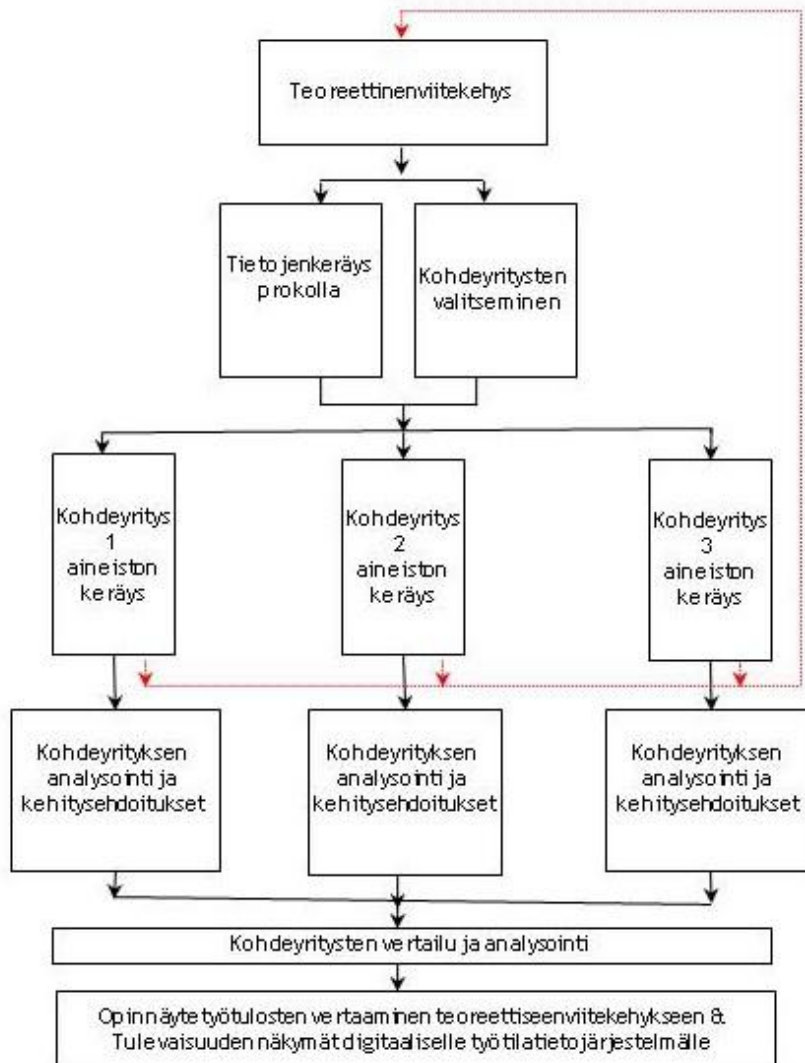 Teoreettinenviitekehys
Tietojenkeräys
prokolla
Kohdeyritysten
valitseminen
Kohdeyritys
1
aineiston
keräys
Kohdeyritys
2
aineiston
keräys
Kohdeyritys
3
aineiston
keräys
Kohdeyrityksen
analysointi ja
kehitysehdoitukset
Kohdeyrityksen
analysointi ja
kehitysehdoitukset
Kohdeyrityksen
analysointi ja
kehitysehdoitukset
Kohdeyritysten vertailu ja analysointi
Opinnäytetyötulosten vertaaminen teoreettiseenviitekehykseen &
Tulevaisuuden näkymät digitaaliselle työtilatietojärjestelmälle